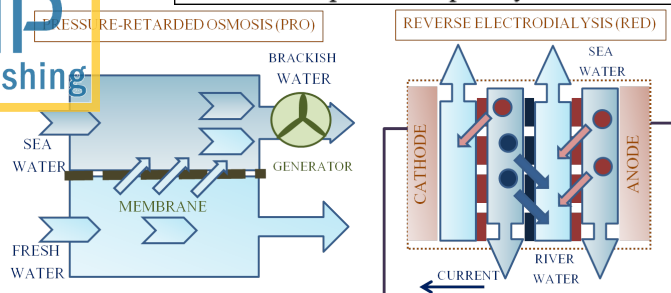 PRESSURE-RETARDED OSMOSIS (PRO)
shing
BRACKISH
WATER
SEA
WATER
GENERATOR
MEMBRANE
FRESH
WATER
REVERSE ELECTRODIALYSIS (RED)
SEA
WATER
CATHODE
ANODE
RIVER
WATER
CURRENT